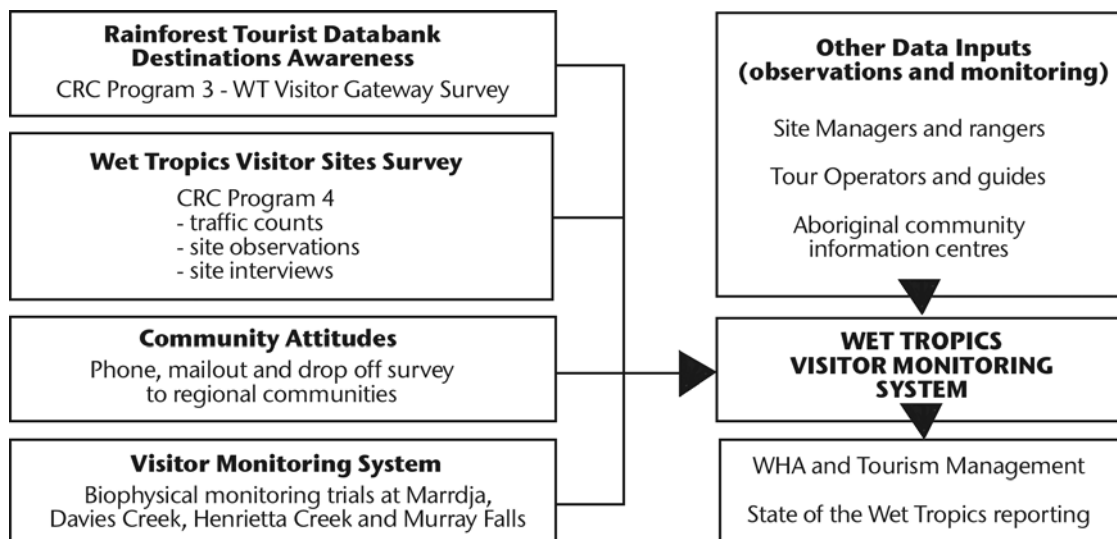 Rainforest Tourist Databank
Destinations Awareness
CRC Program 3 - WT Visitor Gateway Survey
Wet Tropics Visitor Sites Survey
CRC Program 4
- traffic counts
- site observations
- site interviews
Community Attitudes
Phone, mailout and drop off survey
to regional communities
Visitor Monitoring System
Biophysical monitoring trials at Marrdja,
Davies Creek, Henrietta Creek and Murray Falls
Other Data Inputs
(observations and monitoring)
Site Managers and rangers
Tour Operators and guides
Aboriginal community
information centres
WET TROPICS
VISITOR MONITORING
SYSTEM
WHA and Tourism Management
State of the Wet Tropics reporting